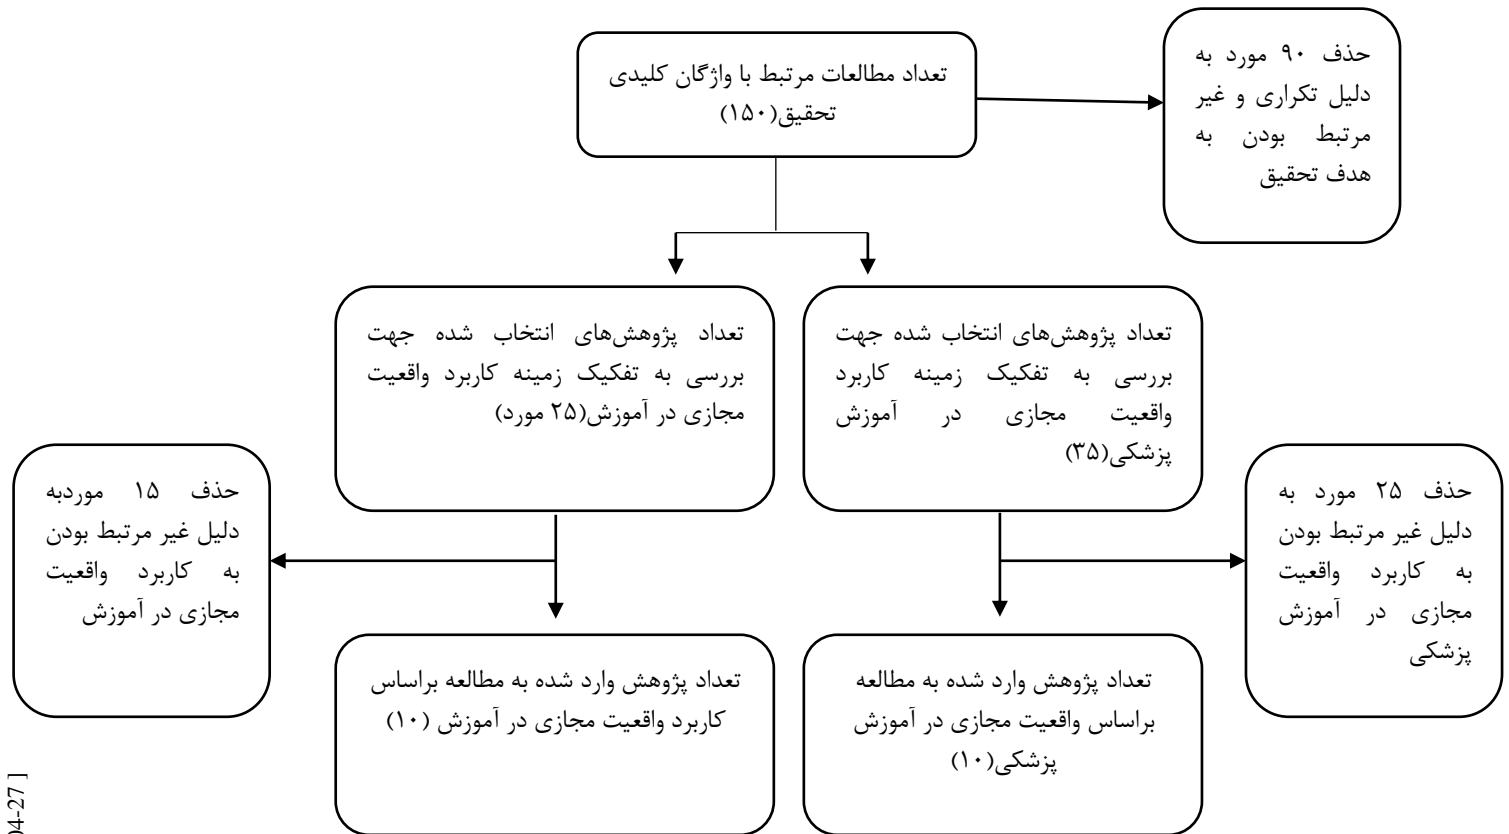 تعداد مطالعات مرتبط با واژگان کلیدی
تحقیق(۱۵۰)
حذف ۹۰ مورد به
دلیل تکراری و غیر
مرتبط بودن به
هدف تحقیق
تعداد پژوهش‌های انتخاب شده جهت
بررسی به تفکیک زمینه کاربرد
واقعیت مجازی در آموزش
پزشکی(۳۵)
تعداد پژوهش‌های انتخاب شده جهت
بررسی به تفکیک زمینه کاربرد واقعیت
مجازی در آموزش(۲۵ مورد)
حذف ۲۵ مورد به
دلیل غیر مرتبط بودن
به کاربرد واقعیت
مجازی در آموزش
پزشکی
حذف ۱۵ موردبه
دلیل غیر مرتبط بودن
به کاربرد واقعیت
مجازی در آموزش
تعداد پژوهش وارد شده به مطالعه
براساس واقعیت مجازی در آموزش
پزشکی(۱۰)
تعداد پژوهش وارد شده به مطالعه براساس
کاربرد واقعیت مجازی در آموزش (۱۰)
04-27 ]